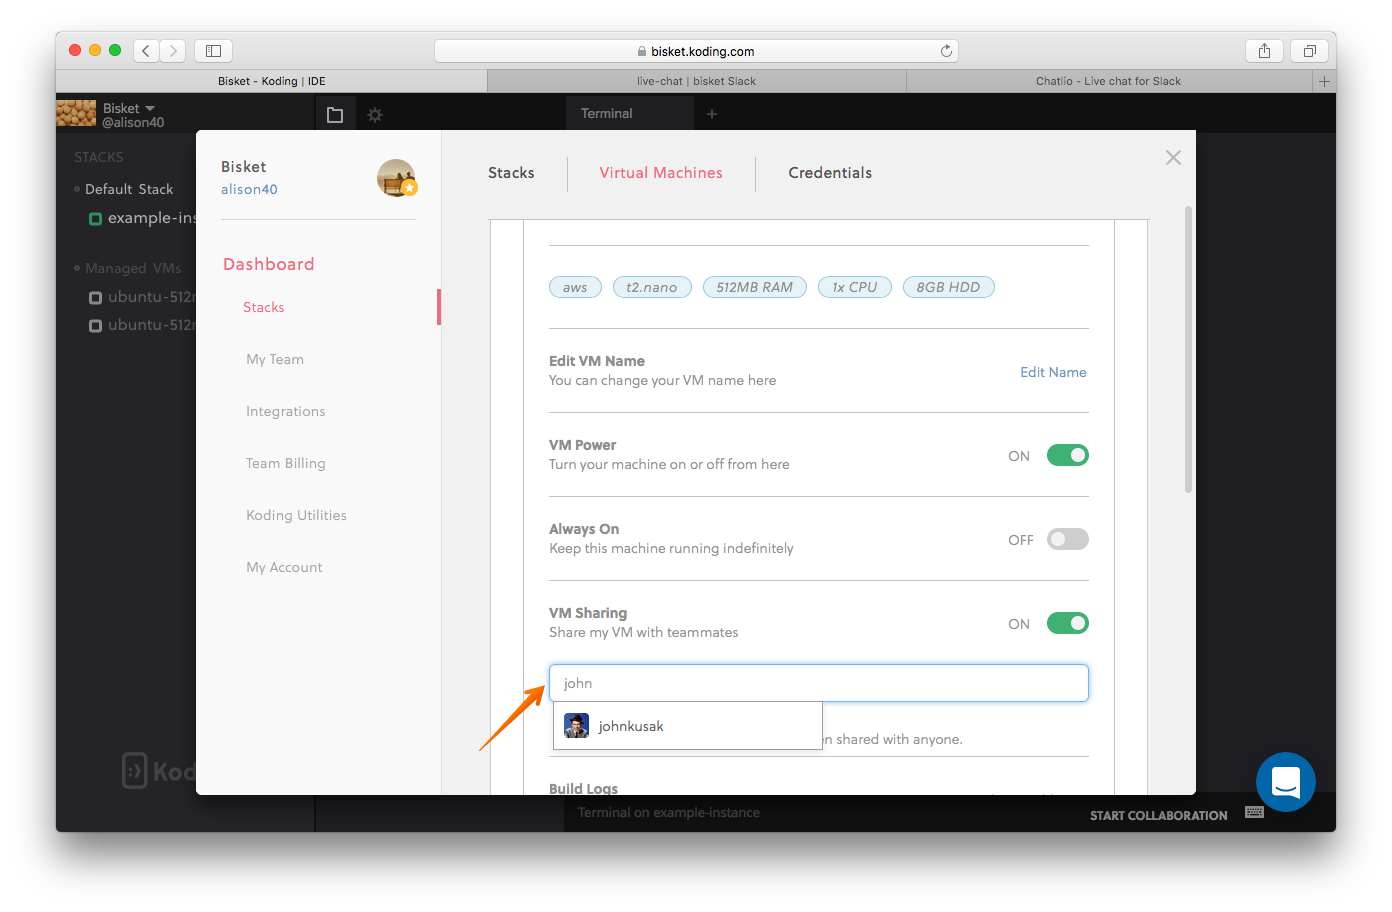 bisket.koding.com
Bisket - Koding | IDE
live-chat | bisket Slack
Chatlio - Live chat for Slack
Bisket
@alison40
Terminal
STACKS
Default Stack
example-ins
Managed VMs
ubuntu-512
ubuntu-512
Kod
Bisket
alison40
Dashboard
Stacks
My Team
Integrations
Team Billing
Koding Utilities
My Account
Stacks
Virtual Machines
Credentials
aws
t2.nano
512MB RAM
1x CPU
8GB HDD
Edit VM Name
You can change your VM name here
Edit Name
VM Power
Turn your machine on or off from here
ON
Always On
Keep this machine running indefinitely
OFF
VM Sharing
Share my VM with teammates
ON
john
johnkusak
en shared with anyone.
Build Logs
Terminal on example-instance
START COLLABORATION